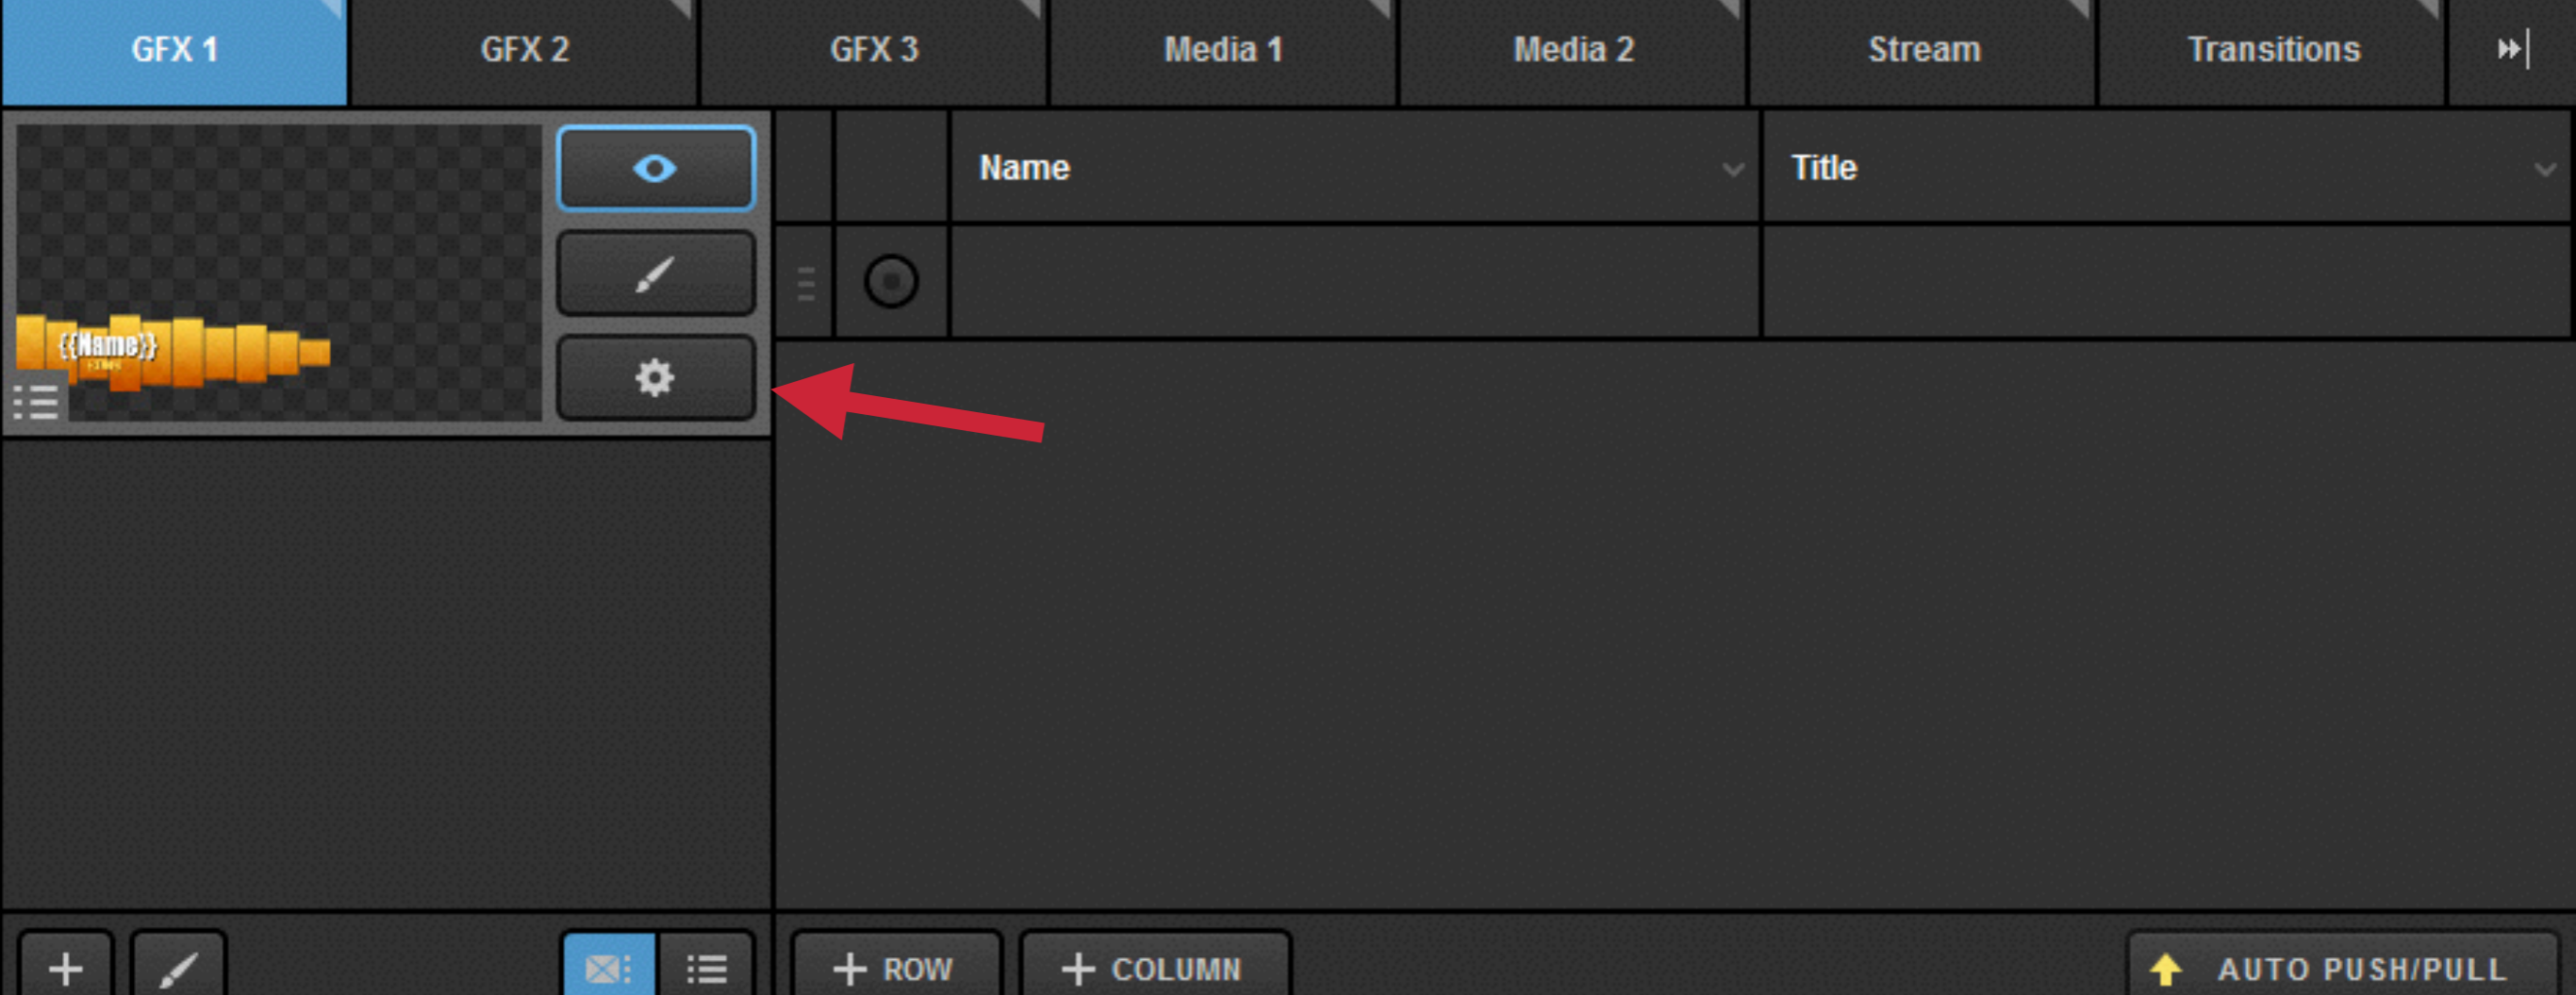 GFX 1 GFX 2 GFX 3 Media 1 Media 2 Stream Transitions
Name Title
{{Name}}
ROW COLUMN AUTO PUSH/PULL